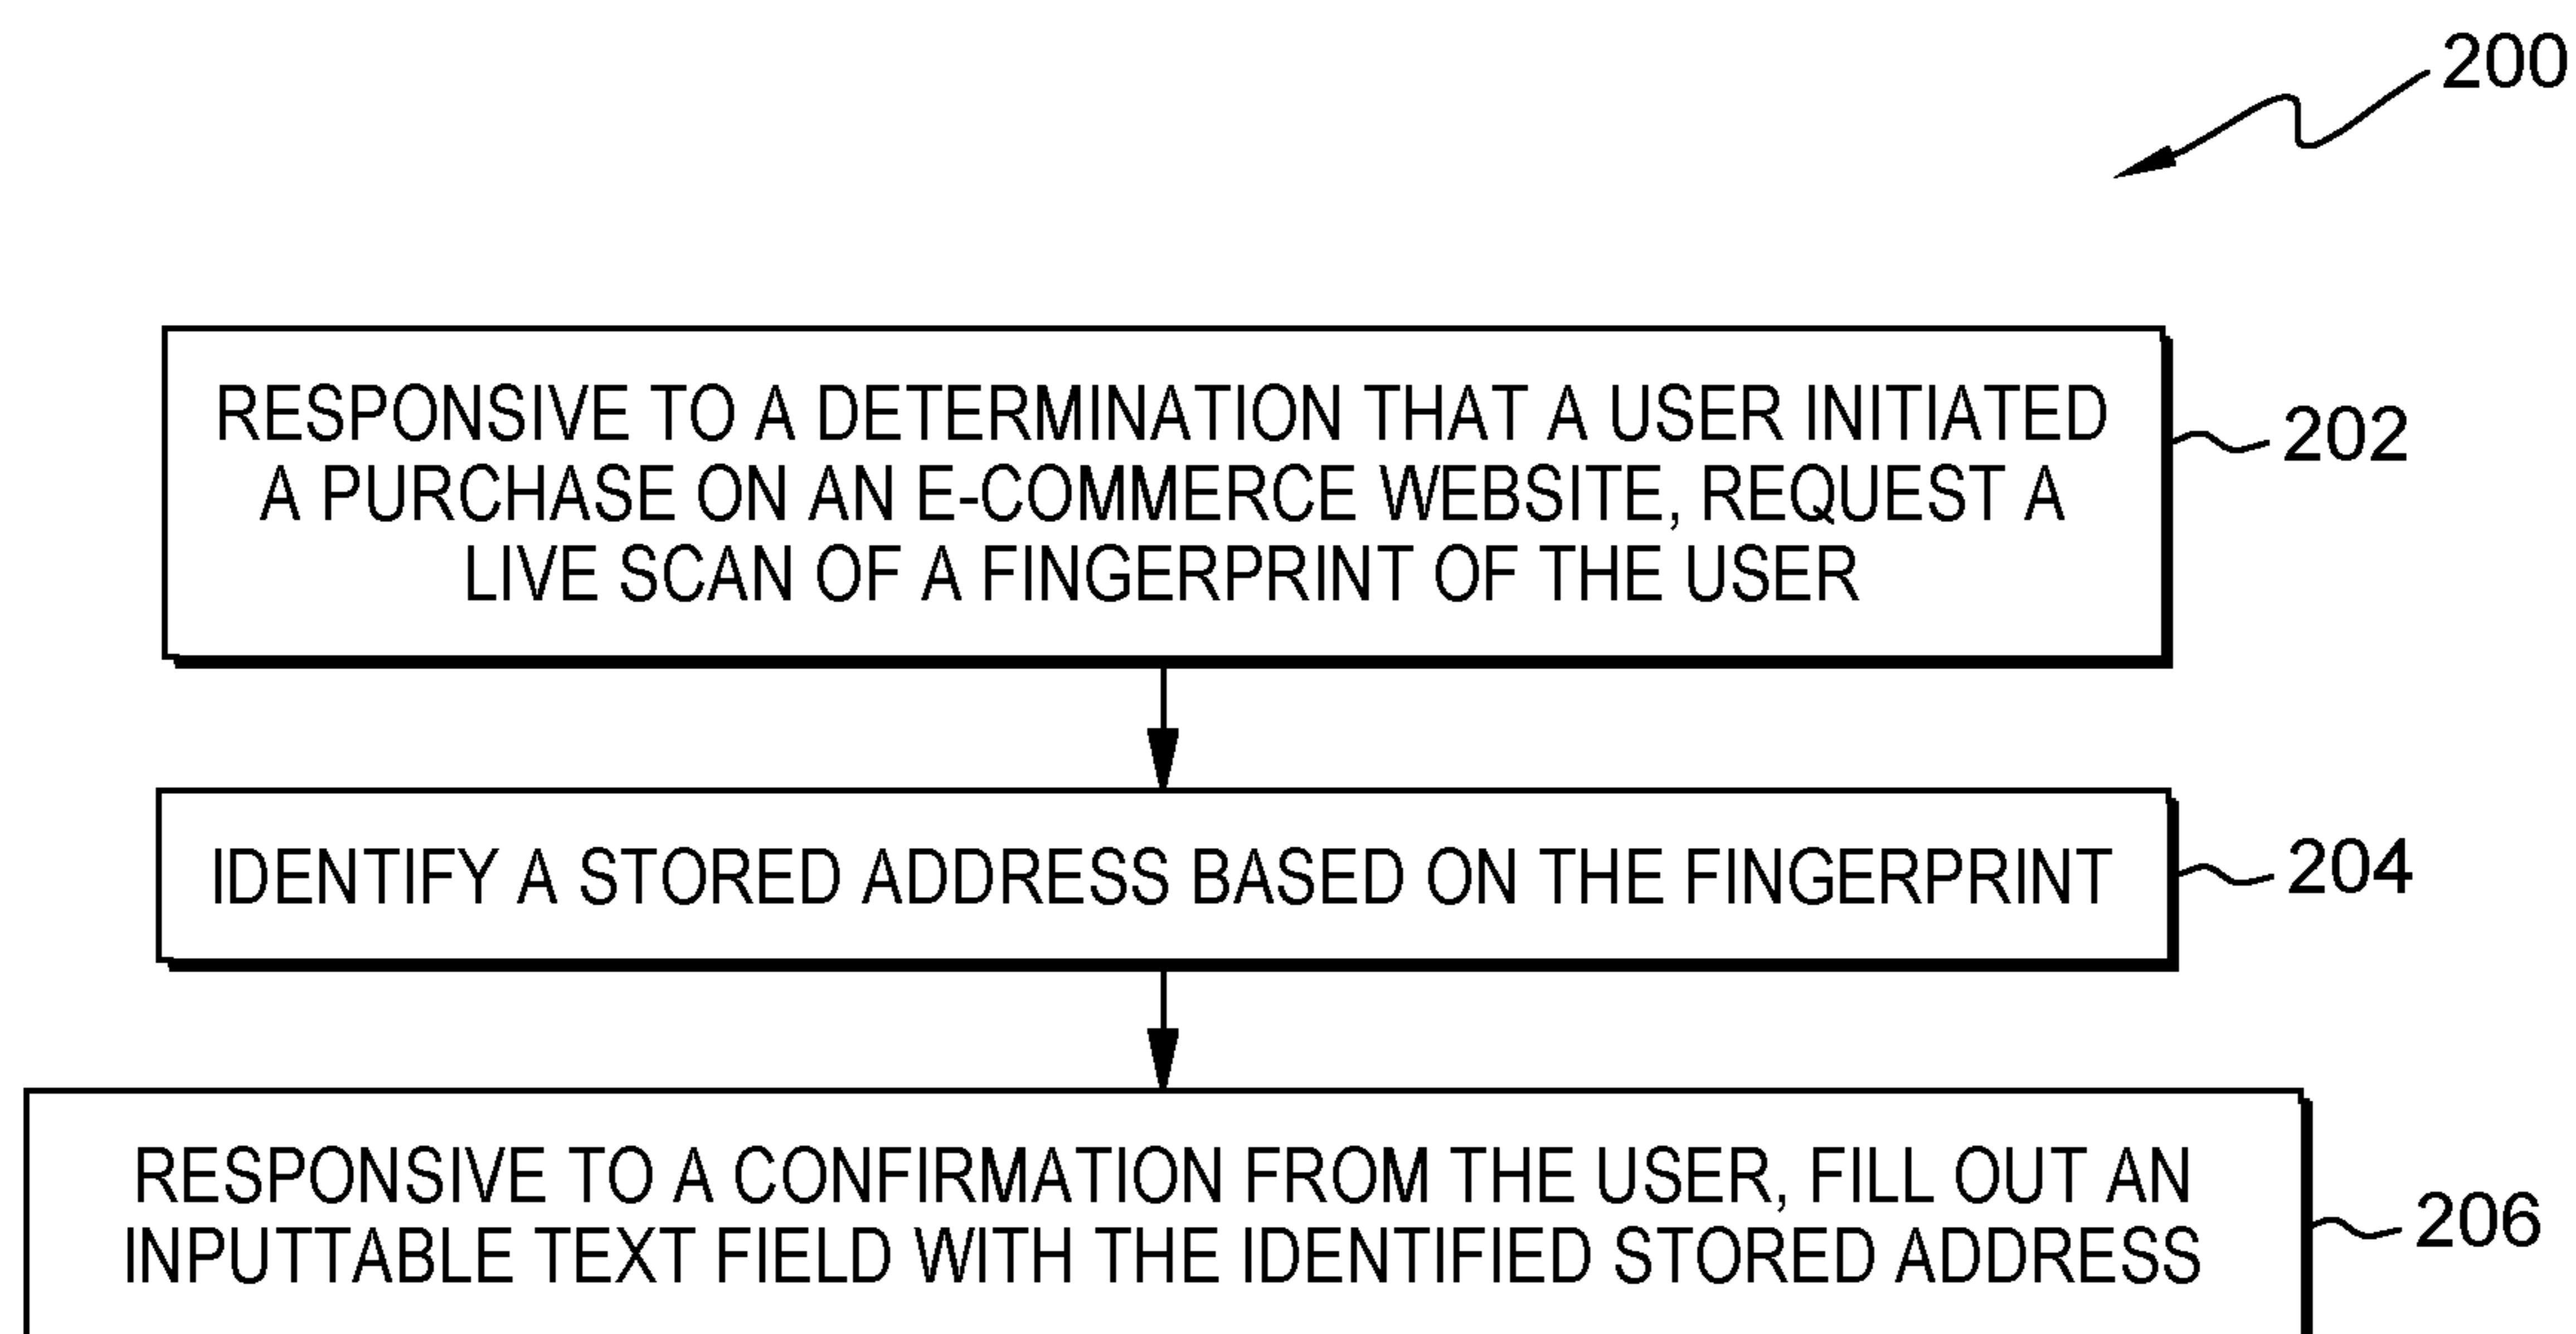 200
RESPONSIVE TO A DETERMINATION THAT A USER INITIATED
A PURCHASE ON AN E-COMMERCE WEBSITE, REQUEST A
LIVE SCAN OF A FINGERPRINT OF THE USER
202
IDENTIFY A STORED ADDRESS BASED ON THE FINGERPRINT
204
RESPONSIVE TO A CONFIRMATION FROM THE USER, FILL OUT AN
INPUTTABLE TEXT FIELD WITH THE IDENTIFIED STORED ADDRESS
206